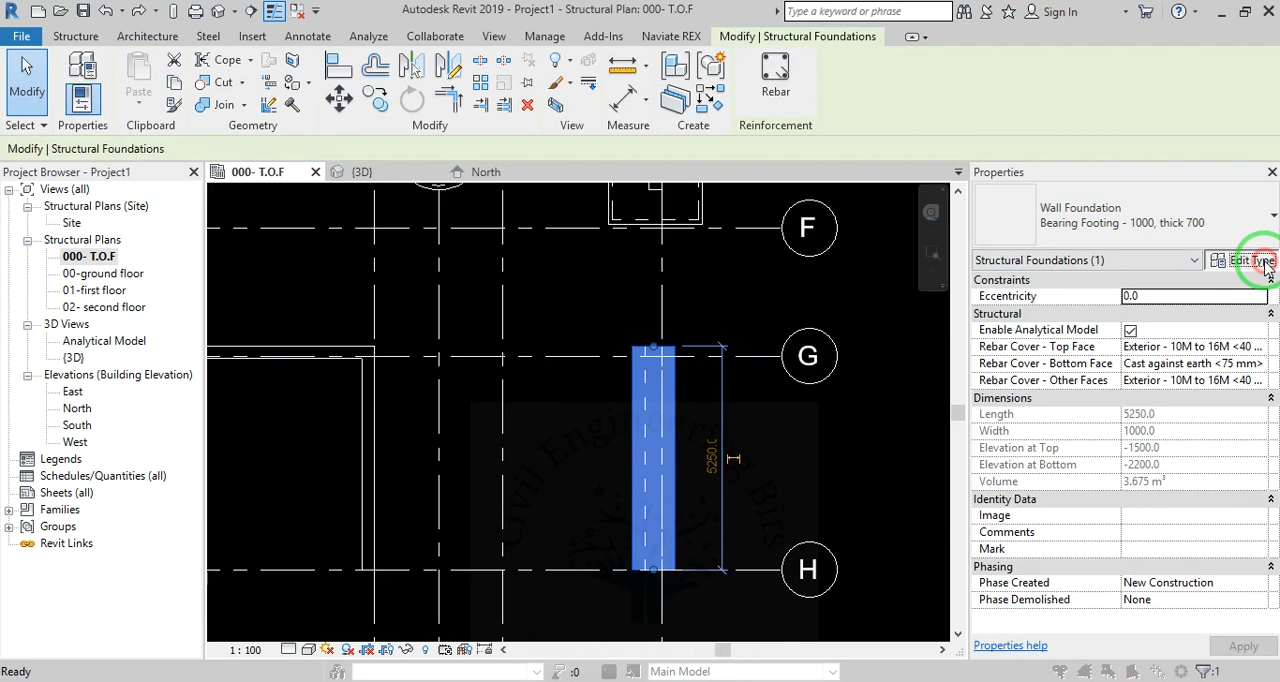 Autodesk Revit 2019 - Project1 - Structural Plan: 000- T.O.F
Type a keyword or phrase
Sign In
File
Structure
Architecture
Steel
Insert
Annotate
Analyze
Collaborate
View
Manage
Add-Ins
Naviate REX
Modify | Structural Foundations
Modify
Paste
Cope
Cut
Join
Rebar
Select
Properties
Clipboard
Geometry
Modify
View
Measure
Create
Reinforcement
Modify | Structural Foundations
Project Browser - Project1
Views (all)
Structural Plans (Site)
Site
Structural Plans
000- T.O.F
00-ground floor
01-first floor
02- second floor
3D Views
Analytical Model
{3D}
Elevations (Building Elevation)
East
North
South
West
Legends
Schedules/Quantities (all)
Sheets (all)
Families
Groups
Revit Links
000- T.O.F
{3D}
North
F
G
H
5250.0
Civil Engineering Bits
1 : 100
Properties
Wall Foundation
Bearing Footing - 1000, thick 700
Structural Foundations (1)
Edit Type
Constraints
Eccentricity 0.0
Structural
Enable Analytical Model
Rebar Cover - Top Face Exterior - 10M to 16M <40 ...
Rebar Cover - Bottom Face Cast against earth <75 mm>
Rebar Cover - Other Faces Exterior - 10M to 16M <40 ...
Dimensions
Length 5250.0
Width 1000.0
Elevation at Top -1500.0
Elevation at Bottom -2200.0
Volume 3.675 m³
Identity Data
Image
Comments
Mark
Phasing
Phase Created New Construction
Phase Demolished None
Properties help
Apply
Ready
:0
Main Model
:1